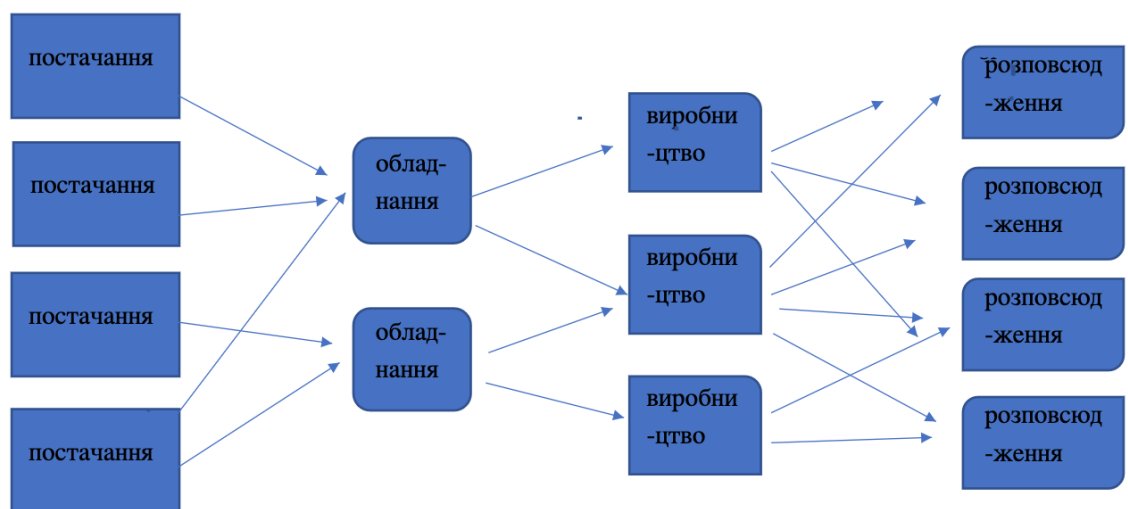 постачання
постачання
постачання
постачання
облад-
нання
облад-
нання
виробни
-цтво
виробни
-цтво
виробни
-цтво
розповсюд
-ження
розповсюд
-ження
розповсюд
-ження
розповсюд
-ження